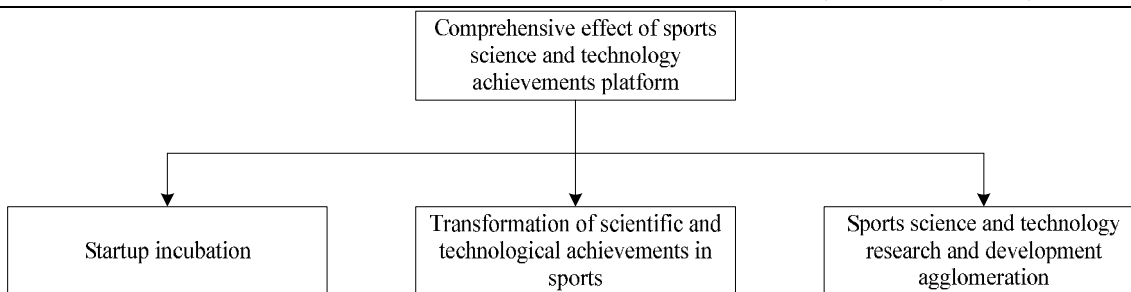 Comprehensive effect of sports
science and technology
achievements platform
Startup incubation
Transformation of scientific and
technological achievements in
sports
Sports science and technology
research and development
agglomeration